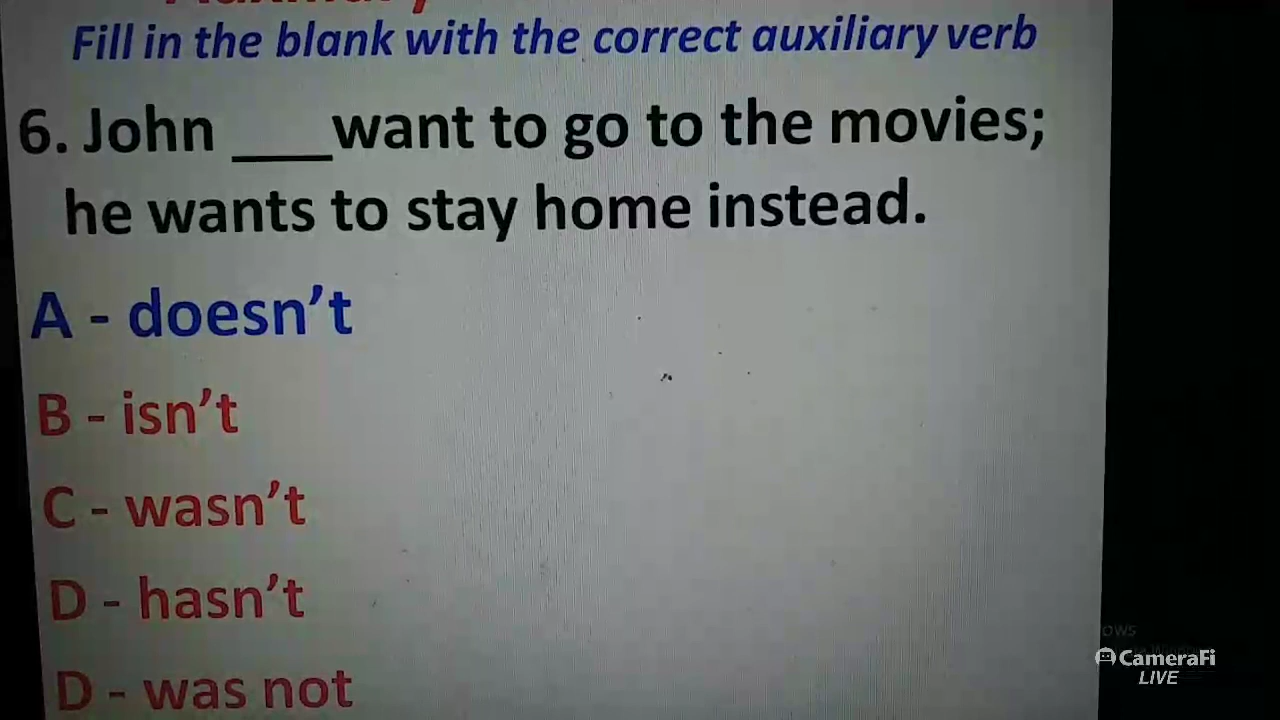 Fill in the blank with the correct auxiliary verb
6. John ___want to go to the movies;
he wants to stay home instead.
A - doesn’t
B - isn’t
C - wasn’t
D - hasn’t
D - was not
CameraFi
LIVE